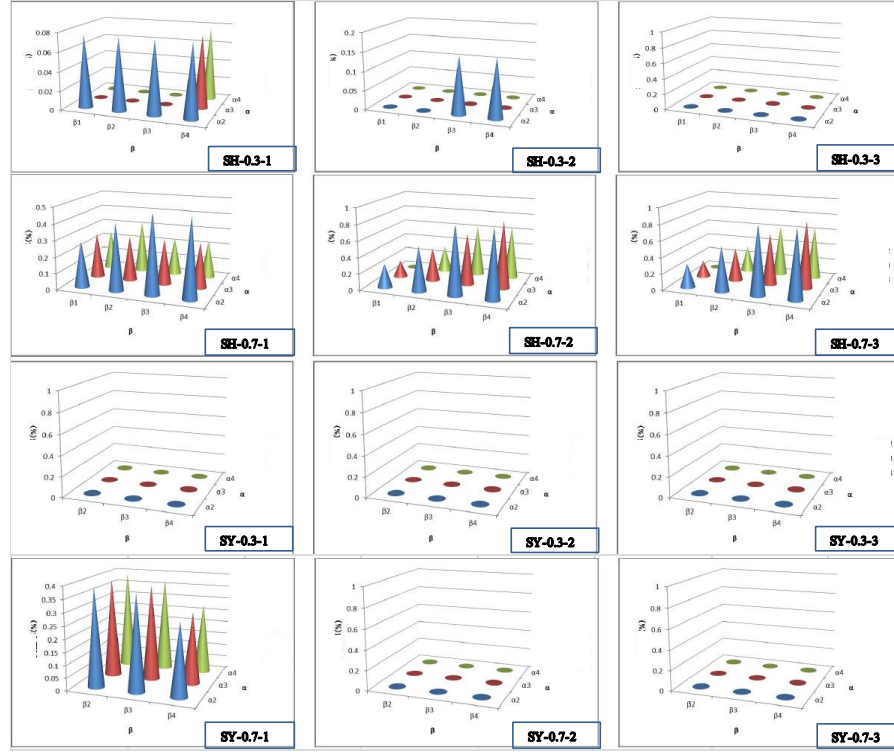 0.08
0.06
0.04
0.02
0
β1
β2
β3
β4
α2
α3
α4
α
β
SH-0.3-1
0.2
0.15
0.1
0.05
0
β1
β2
β3
β4
α2
α3
α4
α
β
SH-0.3-2
1
0.8
0.6
0.4
0.2
0
β1
β2
β3
β4
α2
α3
α4
α
β
SH-0.3-3
0.5
0.4
0.3
0.2
0.1
0
(%)
β1
β2
β3
β4
α2
α3
α4
α
β
SH-0.7-1
1
0.8
0.6
0.4
0.2
0
(%)
β1
β2
β3
β4
α2
α3
α4
α
β
SH-0.7-2
1
0.8
0.6
0.4
0.2
0
(%)
β1
β2
β3
β4
α2
α3
α4
α
β
SH-0.7-3
1
0.8
0.6
0.4
0.2
0
(%)
β2
β3
β4
α2
α3
α4
α
β
SY-0.3-1
1
0.8
0.6
0.4
0.2
0
(%)
β2
β3
β4
α2
α3
α4
α
β
SY-0.3-2
1
0.8
0.6
0.4
0.2
0
(%)
β2
β3
β4
α2
α3
α4
α
β
SY-0.3-3
0.4
0.35
0.3
0.25
0.2
0.15
0.1
0.05
0
(%)
β2
β3
β4
α2
α3
α4
α
β
SY-0.7-1
1
0.8
0.6
0.4
0.2
0
(%)
β2
β3
β4
α2
α3
α4
α
β
SY-0.7-2
1
0.8
0.6
0.4
0.2
0
%)
β2
β3
β4
α2
α3
α4
α
β
SY-0.7-3